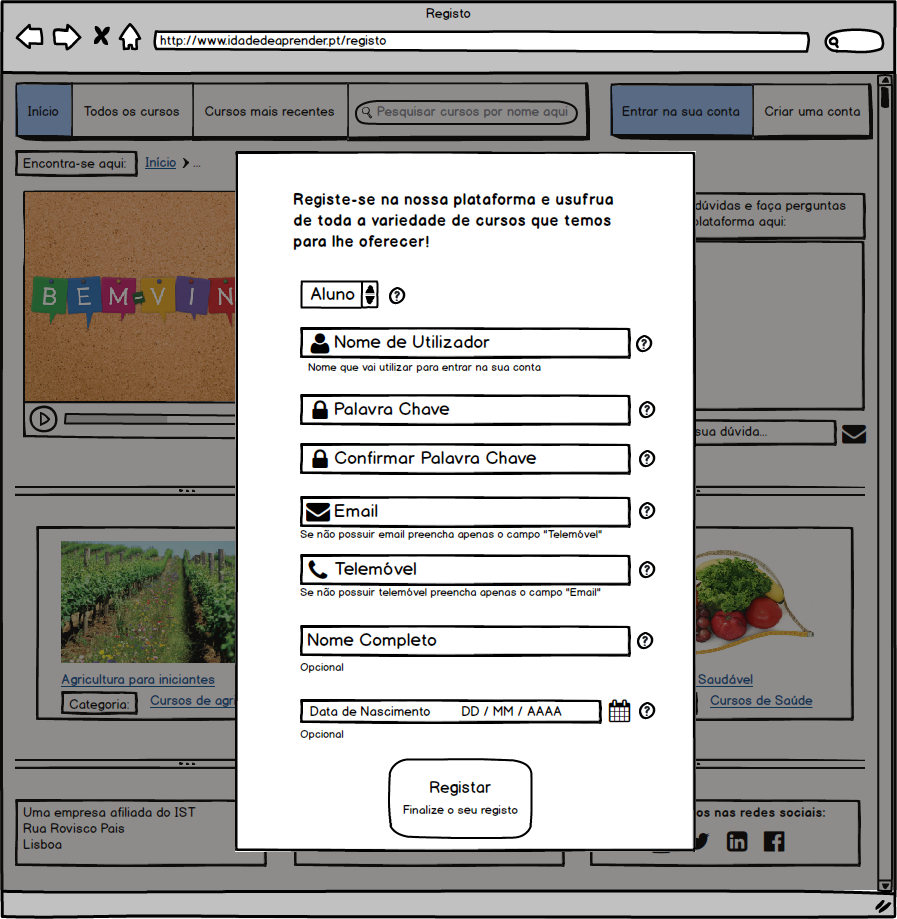 Registo
http://www.idadedeaprender.pt/registo
Início
Todos os cursos
Cursos mais recentes
Pesquisar cursos por nome aqui
Entrar na sua conta
Criar uma conta
Encontra-se aqui:
Início
...
BEM-VIN
dúvidas e faça perguntas
plataforma aqui:
sua dúvida...
Registe-se na nossa plataforma e usufrua
de toda a variedade de cursos que temos
para lhe oferecer!
Aluno
Nome de Utilizador
Nome que vai utilizar para entrar na sua conta
Palavra Chave
Confirmar Palavra Chave
Email
Se não possuir email preencha apenas o campo "Telemóvel"
Telemóvel
Se não possuir telemóvel preencha apenas o campo "Email"
Nome Completo
Opcional
Data de Nascimento DD / MM / AAAA
Opcional
Registar
Finalize o seu registo
Agricultura para iniciantes
Categoria:
Cursos de agri
Saudável
Cursos de Saúde
Uma empresa afiliada do IST
Rua Rovisco Pais
Lisboa
os nas redes sociais: